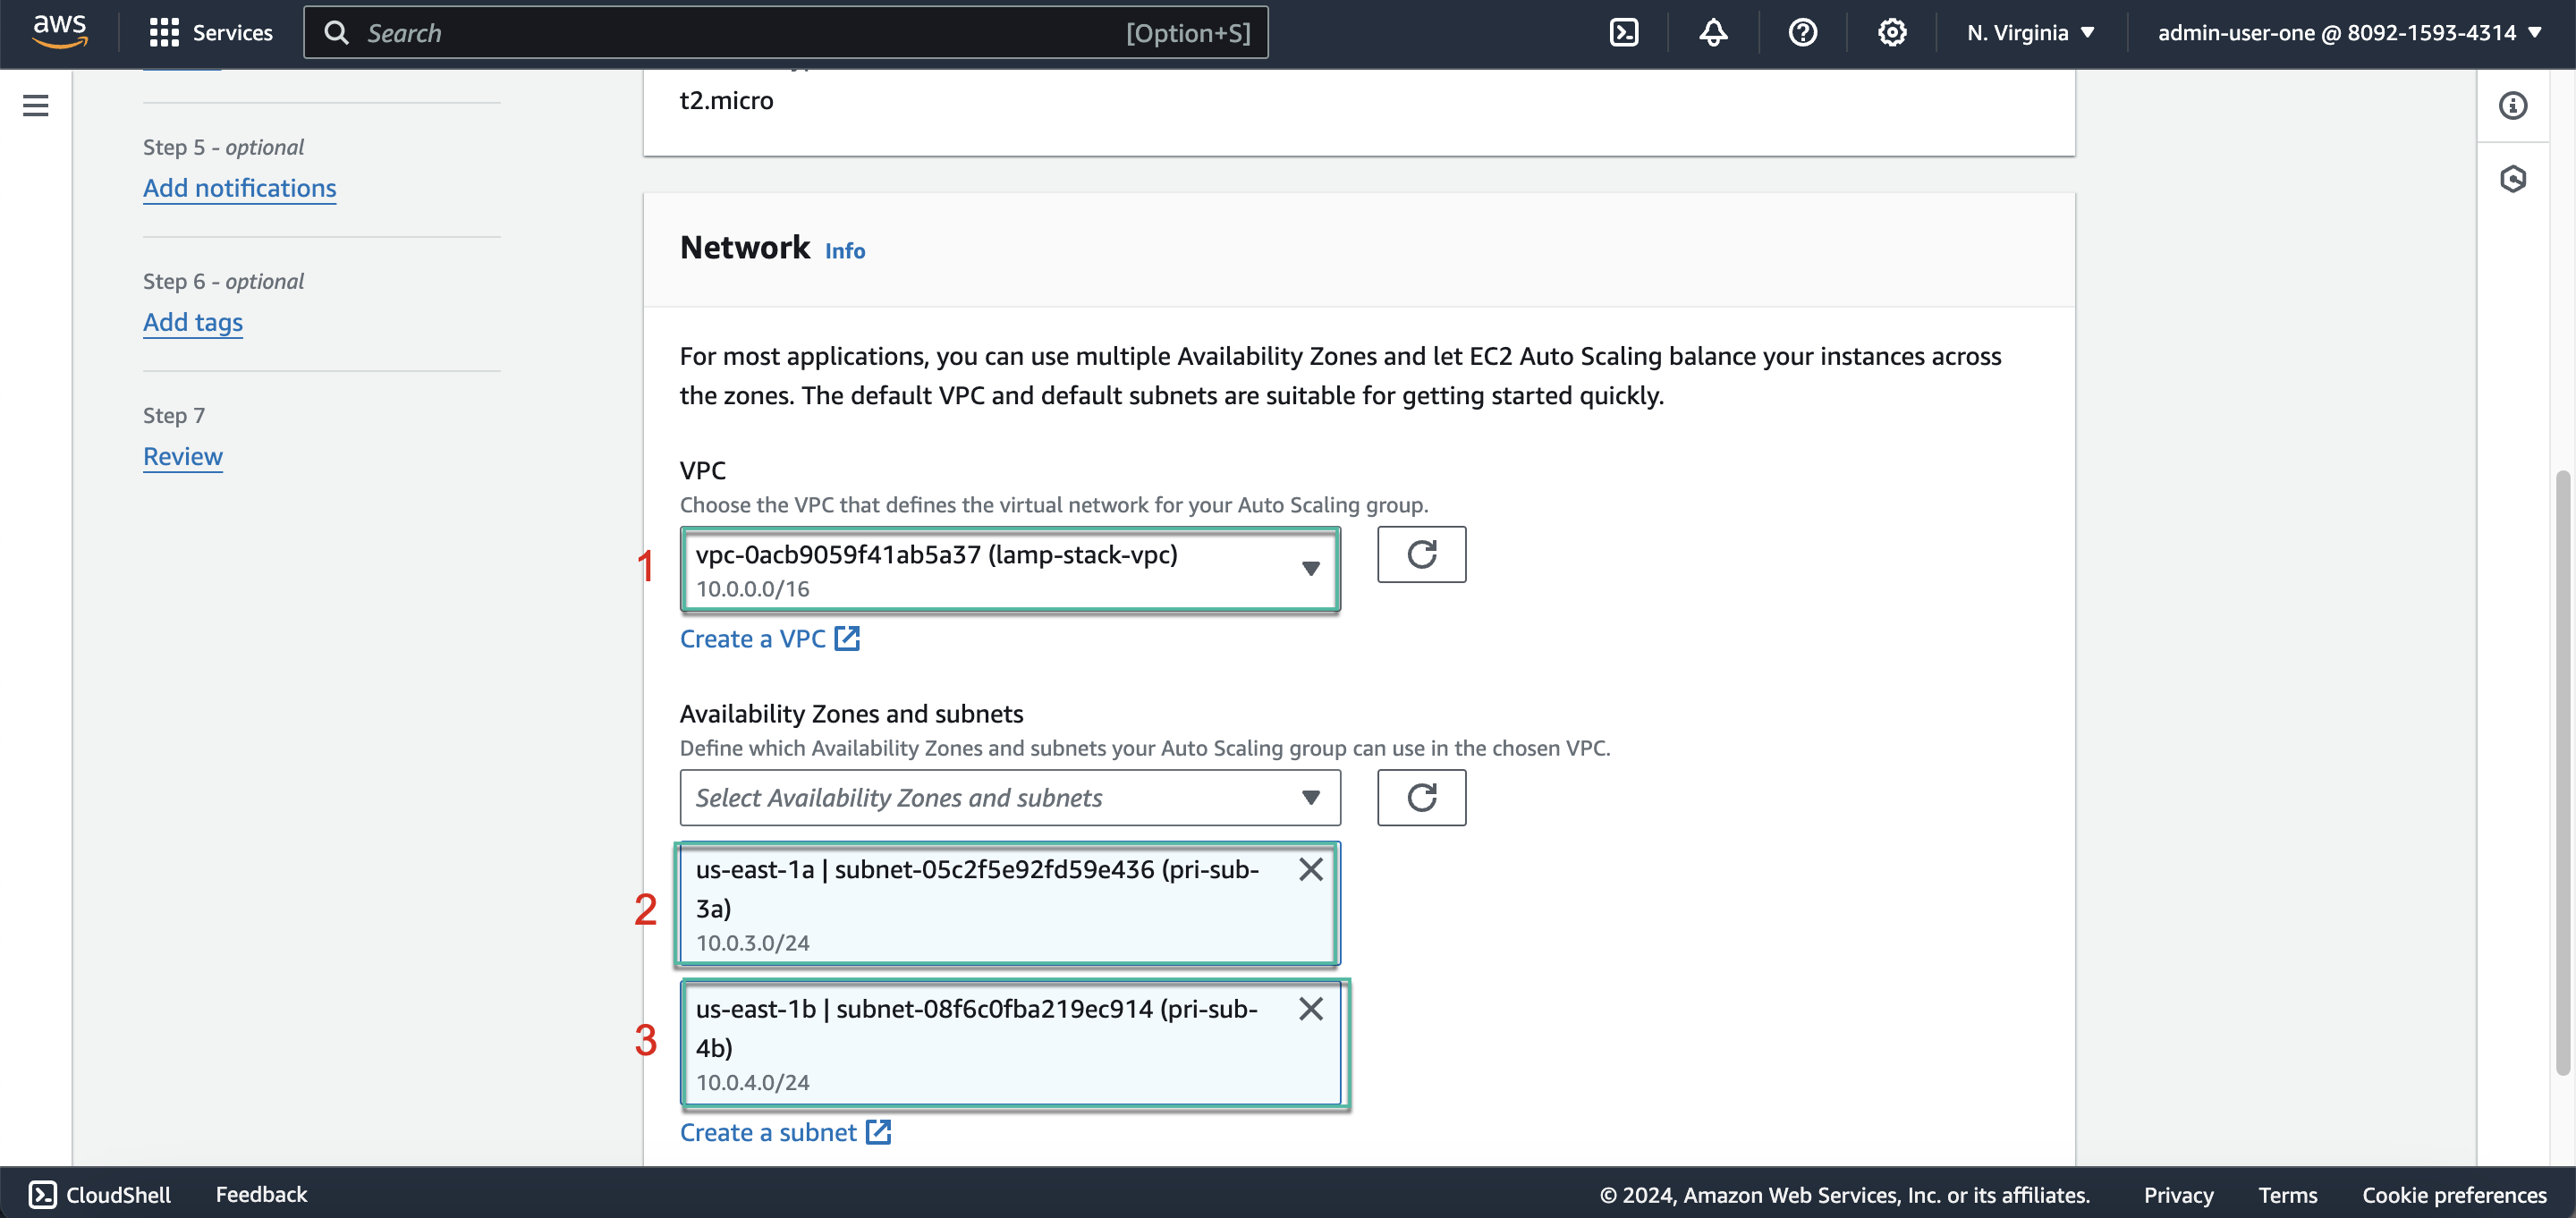 aws
Services
Search
[Option+S]
N. Virginia
admin-user-one @ 8092-1593-4314
Step 5 - optional
Add notifications
Step 6 - optional
Add tags
Step 7
Review
t2.micro
Network Info
For most applications, you can use multiple Availability Zones and let EC2 Auto Scaling balance your instances across
the zones. The default VPC and default subnets are suitable for getting started quickly.
VPC
Choose the VPC that defines the virtual network for your Auto Scaling group.
1
vpc-0acb9059f41ab5a37 (lamp-stack-vpc)
10.0.0.0/16
Create a VPC
Availability Zones and subnets
Define which Availability Zones and subnets your Auto Scaling group can use in the chosen VPC.
Select Availability Zones and subnets
2
us-east-1a | subnet-05c2f5e92fd59e436 (pri-sub-
3a)
10.0.3.0/24
3
us-east-1b | subnet-08f6c0fba219ec914 (pri-sub-
4b)
10.0.4.0/24
Create a subnet
CloudShell
Feedback
© 2024, Amazon Web Services, Inc. or its affiliates.
Privacy
Terms
Cookie preferences